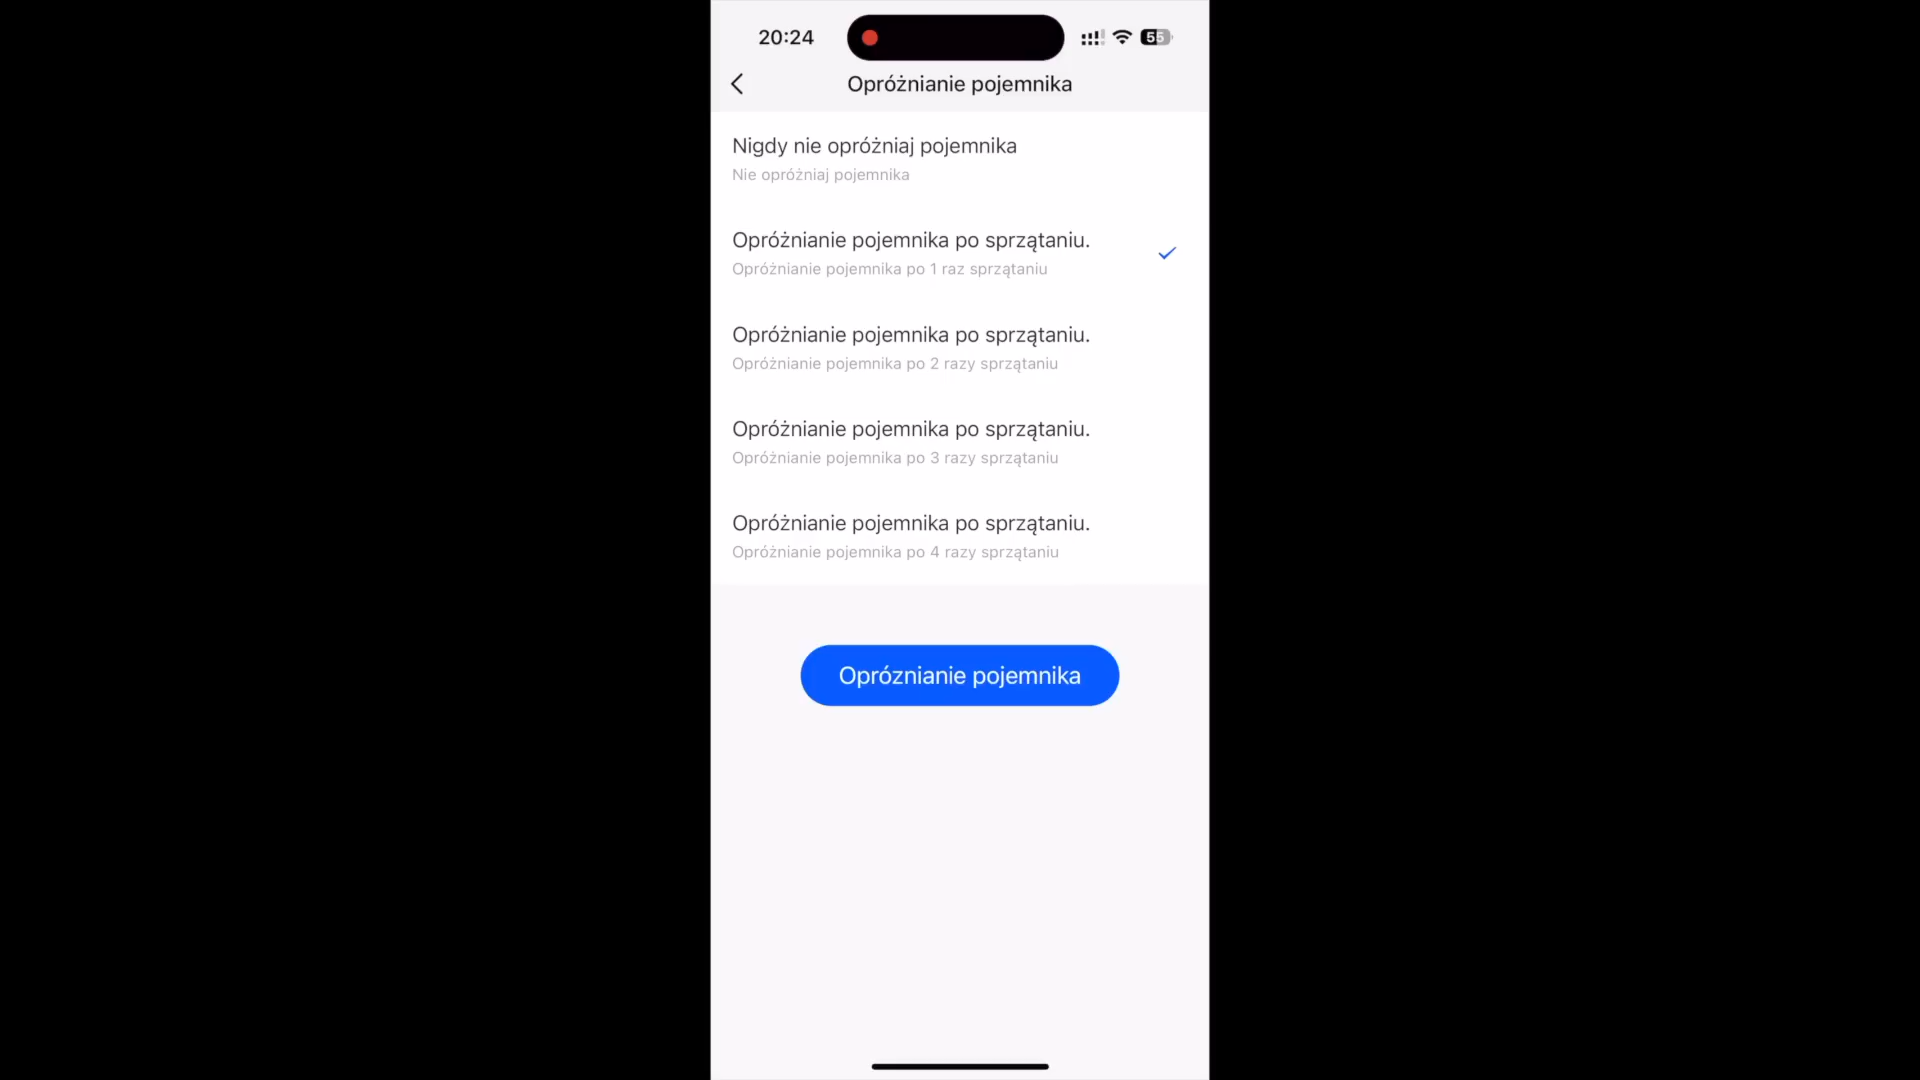 20:24
55
Opróżnianie pojemnika
Nigdy nie opróżniaj pojemnika
Nie opróżniaj pojemnika
Opróżnianie pojemnika po sprzątaniu.
Opróżnianie pojemnika po 1 raz sprzątaniu
Opróżnianie pojemnika po sprzątaniu.
Opróżnianie pojemnika po 2 razy sprzątaniu
Opróżnianie pojemnika po sprzątaniu.
Opróżnianie pojemnika po 3 razy sprzątaniu
Opróżnianie pojemnika po sprzątaniu.
Opróżnianie pojemnika po 4 razy sprzątaniu
Opróznianie pojemnika